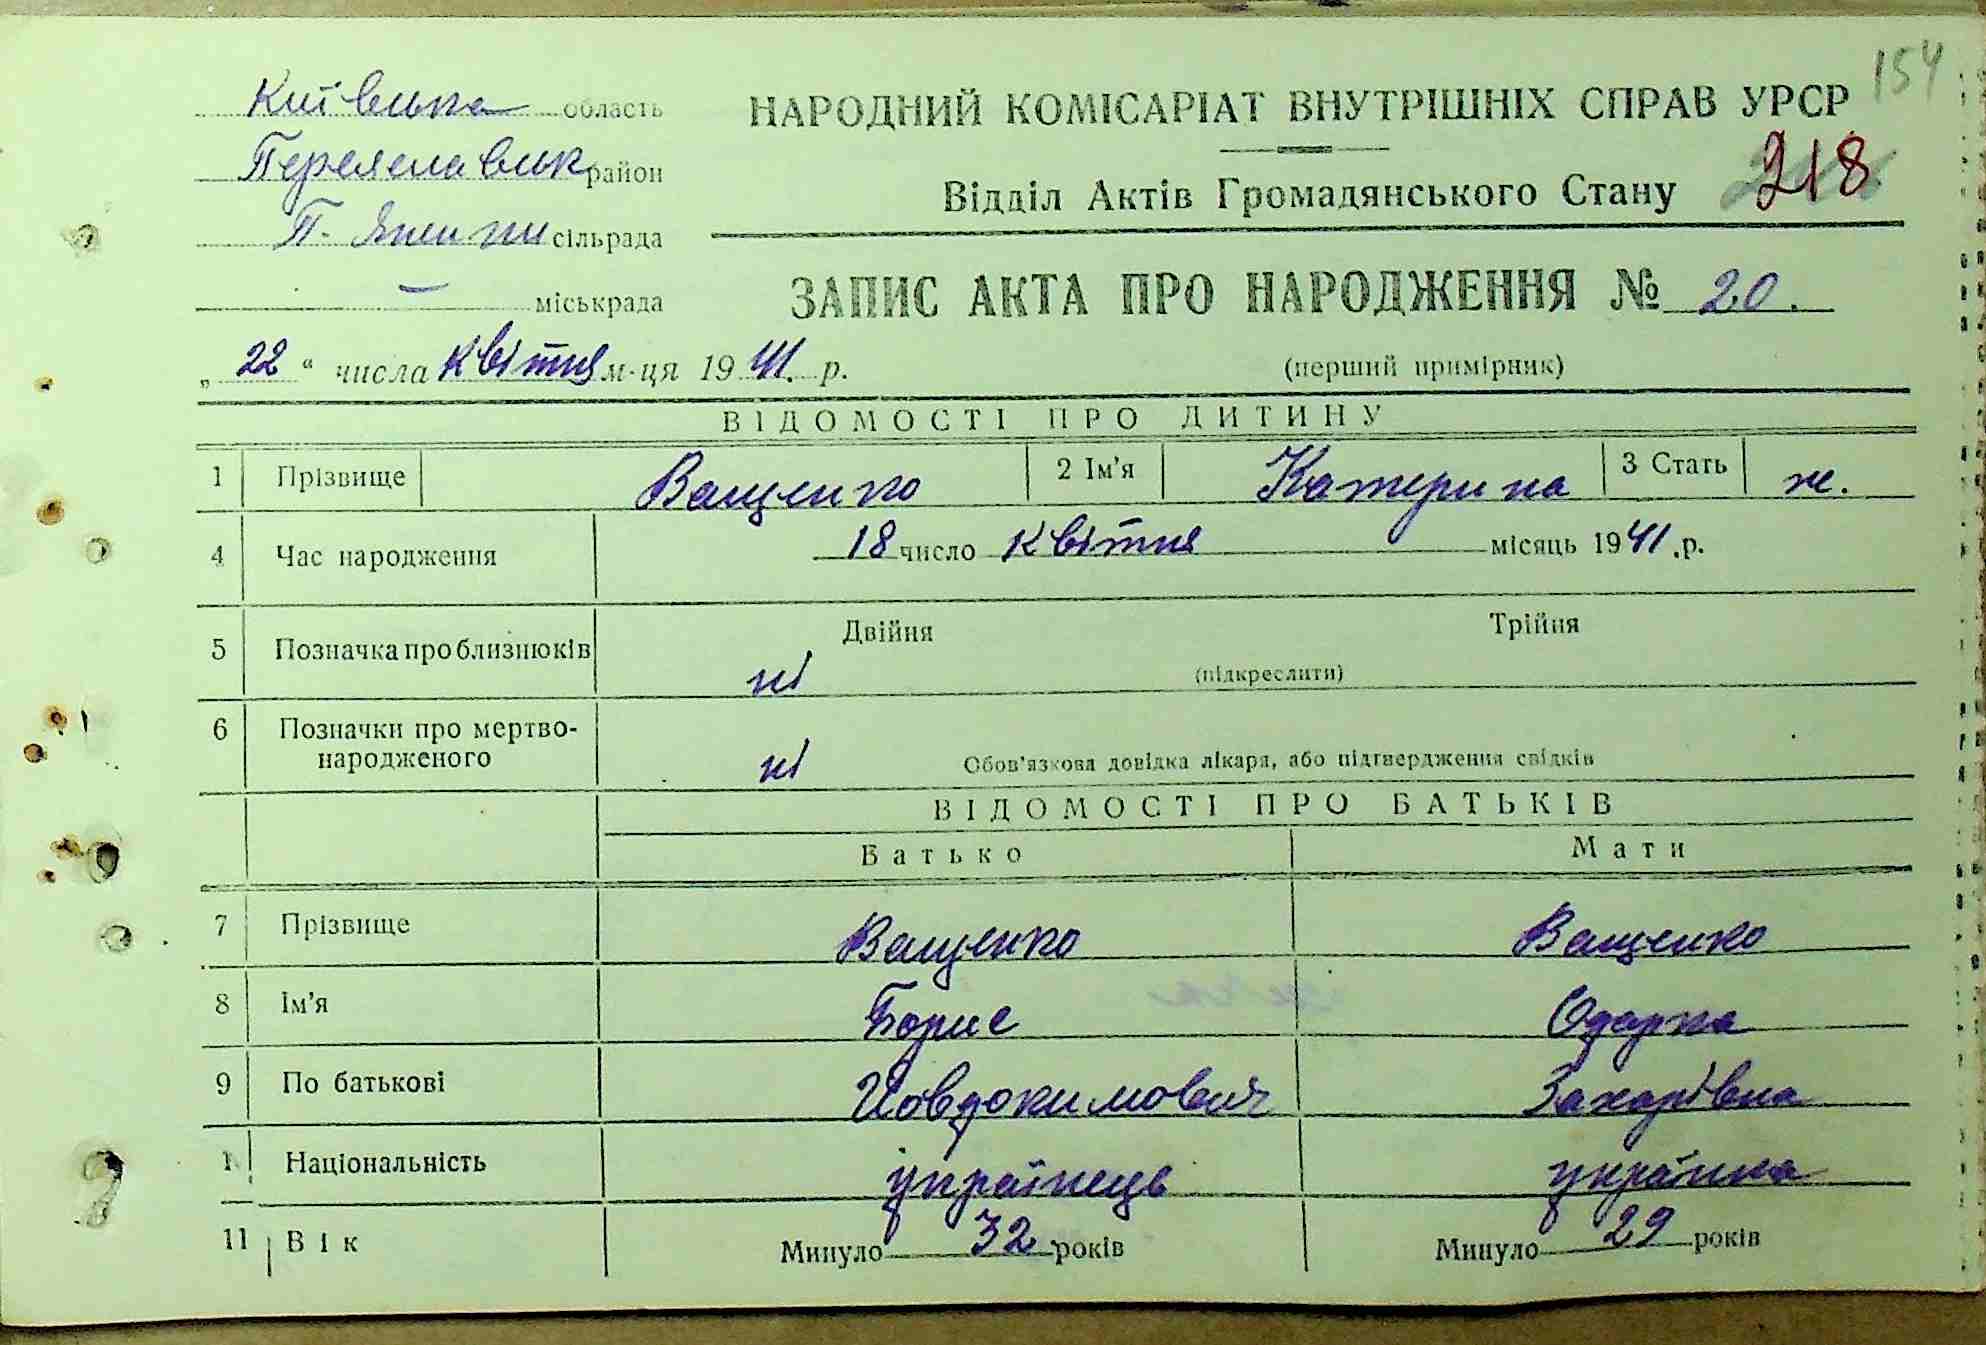 154
Київська область
НАРОДНИЙ КОМІСАРІАТ ВНУТРІШНІХ СПРАВ УРСР
Переяславськ район
Відділ Актів Громадянського Стану 218
П. сільрада
— міськрада
ЗАПИС АКТА ПРО НАРОДЖЕННЯ № 20.
„ 22 “ числа квітня м-ця 1941. р.
(перший примірник)
ВІДОМОСТІ ПРО ДИТИНУ
1 Прізвище Ващенко 2 Ім’я Катерина 3 Стать ж.
4 Час народження 18 число квітня місяць 1941.р.
5 Позначка про близнюків ні Двійня Трійня
(підкреслити)
6 Позначки про мертво-
народженого ні Обов’язкова довідка лікаря, або підтвердження свідків
ВІДОМОСТІ ПРО БАТЬКІВ
Батько Мати
7 Прізвище Ващенко Ващенко
8 Ім’я Борис Одарка
9 По батькові Йовдокимович Захарівна
1 Національність українець українка
11 Вік Минуло 32 років Минуло 29 років